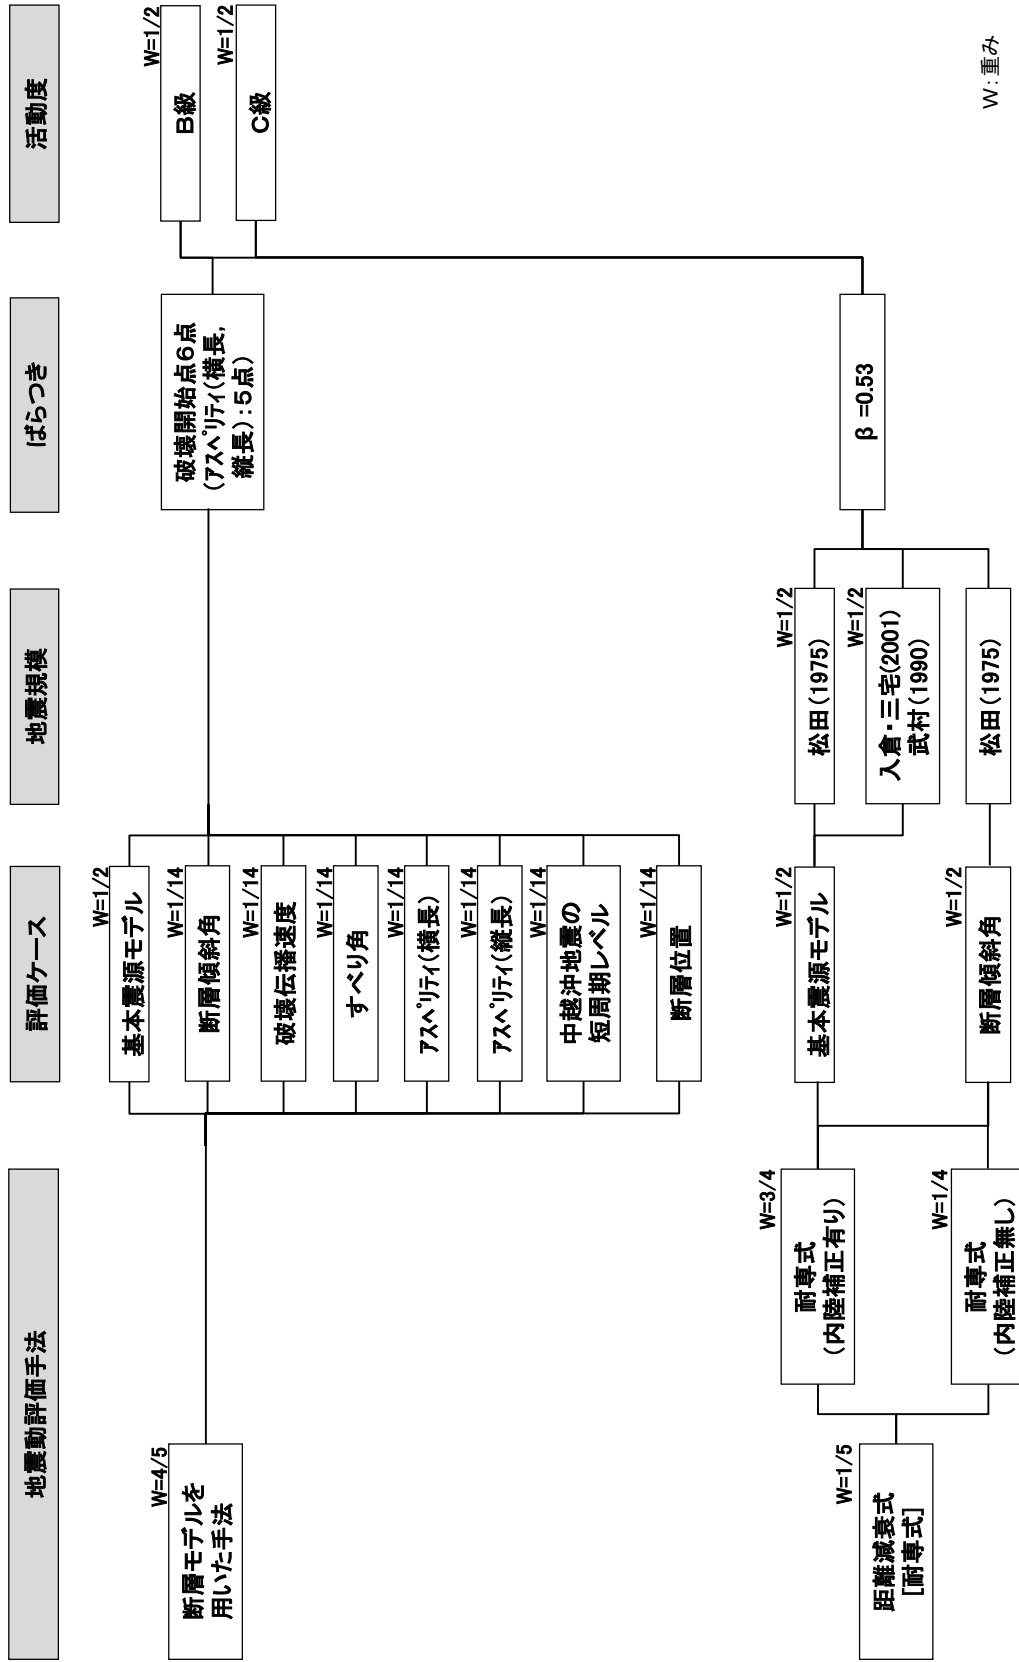 地震動評価手法
評価ケース
地震規模
ばらつき
活動度
W=4/5
断層モデルを
用いた手法
W=1/2
基本震源モデル
W=1/14
断層傾斜角
W=1/14
破壊伝播速度
W=1/14
すべり角
W=1/14
アスペリティ(横長)
W=1/14
アスペリティ(縦長)
W=1/14
中越沖地震の
短周期レベル
W=1/14
断層位置
破壊開始点6点
(アスペリティ(横長,
縦長):5点)
W=1/2
B級
W=1/2
C級
W=1/5
距離減衰式
[耐専式]
W=3/4
耐専式
(内陸補正有り)
W=1/4
耐専式
(内陸補正無し)
W=1/2
基本震源モデル
W=1/2
断層傾斜角
W=1/2
松田(1975)
W=1/2
入倉・三宅(2001)
武村(1990)
松田(1975)
β =0.53
W:重み